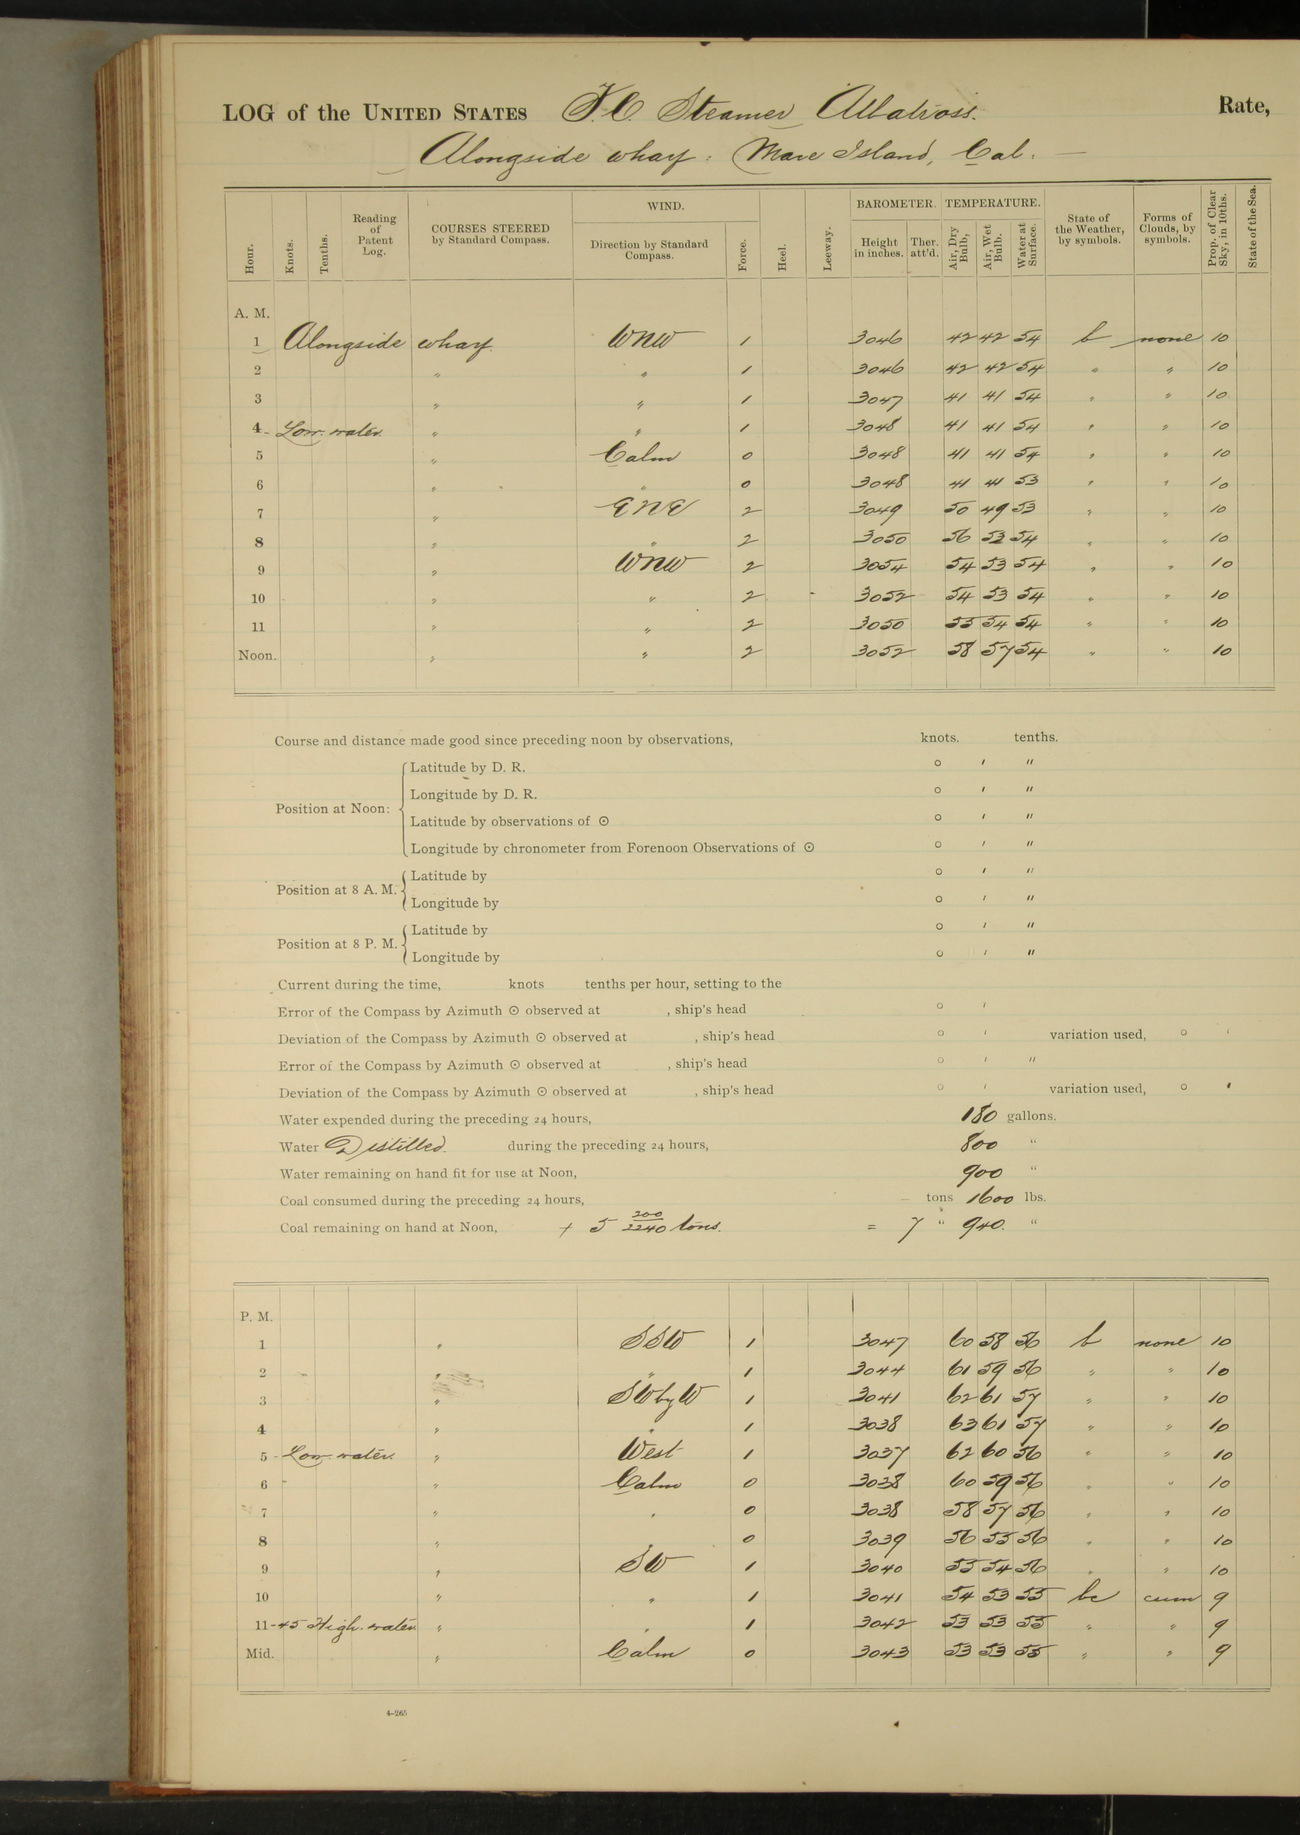 LOG of the UNITED STATES F.C. Steamer Albatross. Rate,
Alongside wharf: Mare Island, Cal.
Hour. Knots. Tenths. Reading of Patent Log. COURSES STEERED by Standard Compass. WIND. Direction by Standard Compass. Force. Heel. Leeway. BAROMETER. Height in inches. Ther. att'd. TEMPERATURE. Air, Dry Bulb. Air, Wet Bulb. Water at Surface. State of the Weather, by symbols. Forms of Clouds, by symbols. Prop. of Clear Sky, in 10ths. State of the Sea.
A. M.
1 Alongside wharf WNW 1 3046 42 42 54 b none 10
2 " " 1 3046 42 42 54 " " 10
3 " " 1 3047 41 41 54 " " 10
4 Low water " " 1 3048 41 41 54 " " 10
5 " Calm 0 3048 41 41 54 " " 10
6 " " 0 3048 41 41 53 " " 10
7 " ENE 2 3049 50 49 53 " " 10
8 " " 2 3050 56 53 54 " " 10
9 " WNW 2 3054 54 53 54 " " 10
10 " " 2 3052 54 53 54 " " 10
11 " " 2 3050 55 54 54 " " 10
Noon. " " 2 3052 58 57 54 " " 10
Course and distance made good since preceding noon by observations, knots. tenths.
Position at Noon: Latitude by D. R. ° ′ ″
Longitude by D. R. ° ′ ″
Latitude by observations of ☉ ° ′ ″
Longitude by chronometer from Forenoon Observations of ☉ ° ′ ″
Position at 8 A. M. Latitude by ° ′ ″
Longitude by ° ′ ″
Position at 8 P. M. Latitude by ° ′ ″
Longitude by ° ′ ″
Current during the time, knots tenths per hour, setting to the
Error of the Compass by Azimuth ☉ observed at , ship's head ° ′
Deviation of the Compass by Azimuth ☉ observed at , ship's head ° ′ variation used, ° ′
Error of the Compass by Azimuth ☉ observed at , ship's head ° ′ ″
Deviation of the Compass by Azimuth ☉ observed at , ship's head ° ′ variation used, ° ′
Water expended during the preceding 24 hours, 180 gallons.
Water Distilled during the preceding 24 hours, 800 "
Water remaining on hand fit for use at Noon, 900 "
Coal consumed during the preceding 24 hours, — tons 1600 lbs.
Coal remaining on hand at Noon, + 5 200/2240 tons. = 7 " 940. "
P. M.
1 " SSW 1 3047 60 58 56 b none 10
2 " " 1 3044 61 59 56 " " 10
3 " SWbyW 1 3041 62 61 57 " " 10
4 " " 1 3038 63 61 57 " " 10
5 Low water " West 1 3037 62 60 56 " " 10
6 " Calm 0 3038 60 59 56 " " 10
7 " " 0 3038 58 57 56 " " 10
8 " " 0 3039 56 55 56 " " 10
9 " SW 1 3040 55 54 56 " " 10
10 " " 1 3041 54 53 55 bc cum 9
11-45 High water " " 1 3042 53 53 55 " " 9
Mid. " Calm 0 3043 53 53 55 " " 9
4-265